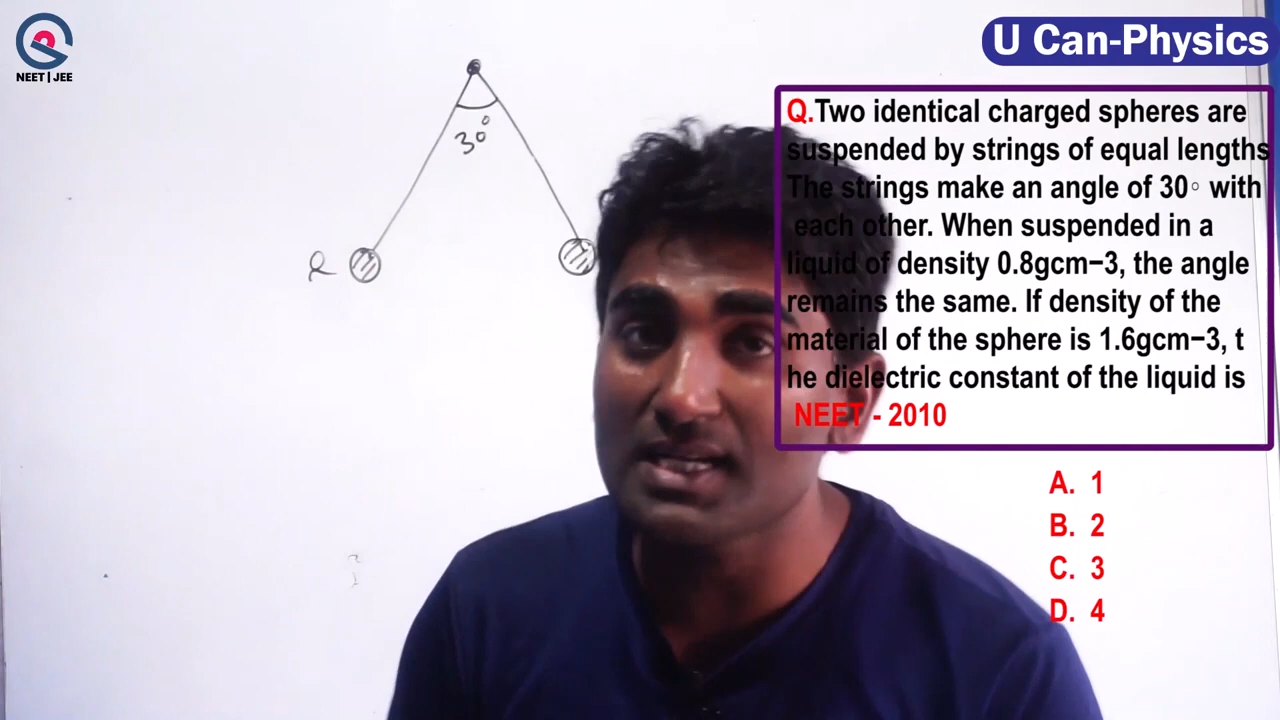 NEET | JEE
U Can-Physics
30°
Q.Two identical charged spheres are
suspended by strings of equal lengths
The strings make an angle of 30◦ with
each other. When suspended in a
liquid of density 0.8gcm−3, the angle
remains the same. If density of the
material of the sphere is 1.6gcm−3, t
he dielectric constant of the liquid is
NEET - 2010
A. 1
B. 2
C. 3
D. 4